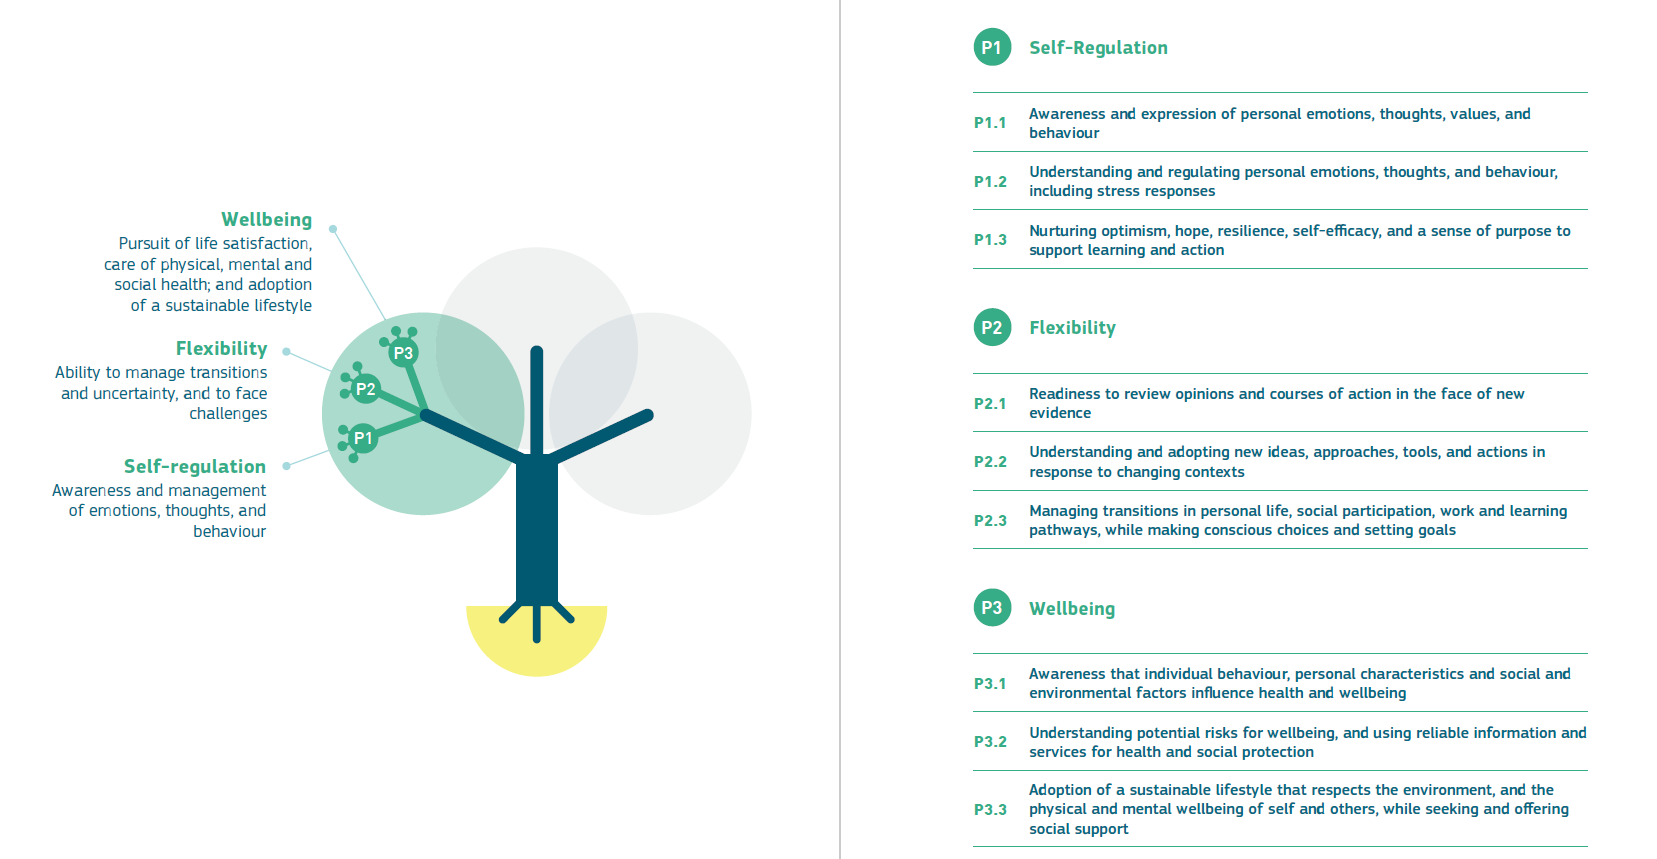 Wellbeing
Pursuit of life satisfaction,
care of physical, mental and
social health; and adoption
of a sustainable lifestyle
Flexibility
Ability to manage transitions
and uncertainty, and to face
challenges
Self-regulation
Awareness and management
of emotions, thoughts, and
behaviour
P3
P2
P1
P1 Self-Regulation
P1.1 Awareness and expression of personal emotions, thoughts, values, and
behaviour
P1.2 Understanding and regulating personal emotions, thoughts, and behaviour,
including stress responses
P1.3 Nurturing optimism, hope, resilience, self-efficacy, and a sense of purpose to
support learning and action
P2 Flexibility
P2.1 Readiness to review opinions and courses of action in the face of new
evidence
P2.2 Understanding and adopting new ideas, approaches, tools, and actions in
response to changing contexts
P2.3 Managing transitions in personal life, social participation, work and learning
pathways, while making conscious choices and setting goals
P3 Wellbeing
P3.1 Awareness that individual behaviour, personal characteristics and social and
environmental factors influence health and wellbeing
P3.2 Understanding potential risks for wellbeing, and using reliable information and
services for health and social protection
P3.3 Adoption of a sustainable lifestyle that respects the environment, and the
physical and mental wellbeing of self and others, while seeking and offering
social support